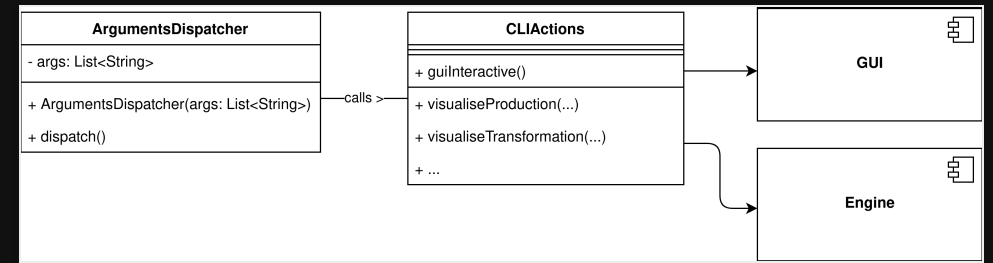 ArgumentsDispatcher
- args: List<String>
+ ArgumentsDispatcher(args: List<String>)
+ dispatch()
calls >
CLIActions
+ guiInteractive()
+ visualiseProduction(...)
+ visualiseTransformation(...)
+ ...
GUI
Engine